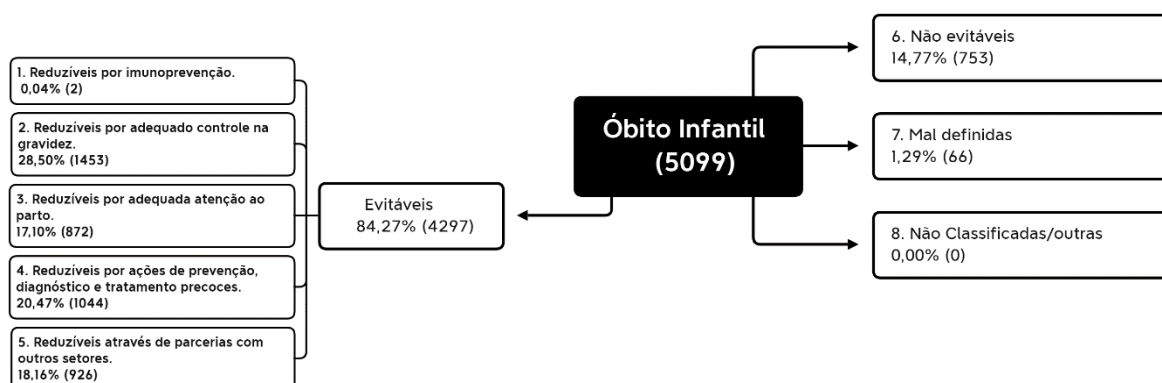 Óbito Infantil
(5099)
Evitáveis
84,27% (4297)
1. Reduzíveis por imunoprevenção.
0,04% (2)
2. Reduzíveis por adequado controle na
gravidez.
28,50% (1453)
3. Reduzíveis por adequada atenção ao
parto.
17,10% (872)
4. Reduzíveis por ações de prevenção,
diagnóstico e tratamento precoces.
20,47% (1044)
5. Reduzíveis através de parcerias com
outros setores.
18,16% (926)
6. Não evitáveis
14,77% (753)
7. Mal definidas
1,29% (66)
8. Não Classificadas/outras
0,00% (0)